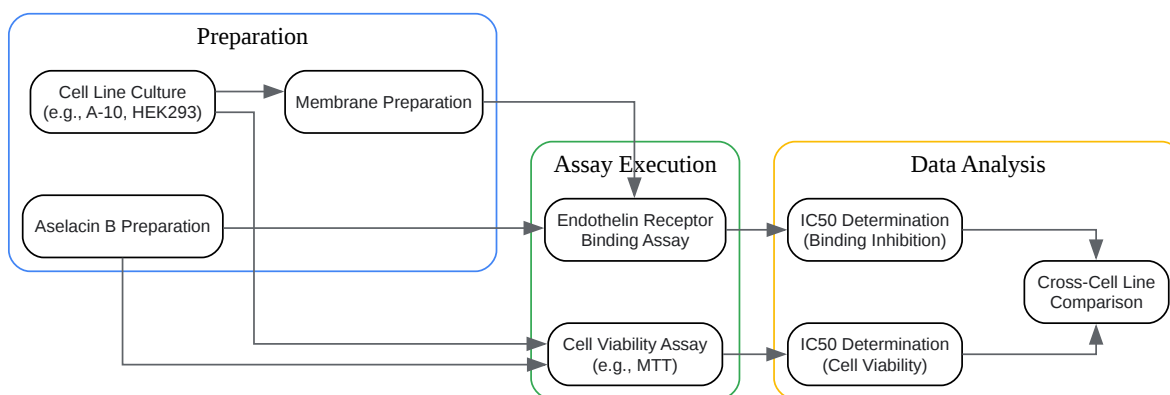 Preparation
Cell Line Culture
(e.g., A-10, HEK293)
Membrane Preparation
Aselacin B Preparation
Assay Execution
Endothelin Receptor
Binding Assay
Cell Viability Assay
(e.g., MTT)
Data Analysis
IC50 Determination
(Binding Inhibition)
IC50 Determination
(Cell Viability)
Cross-Cell Line
Comparison